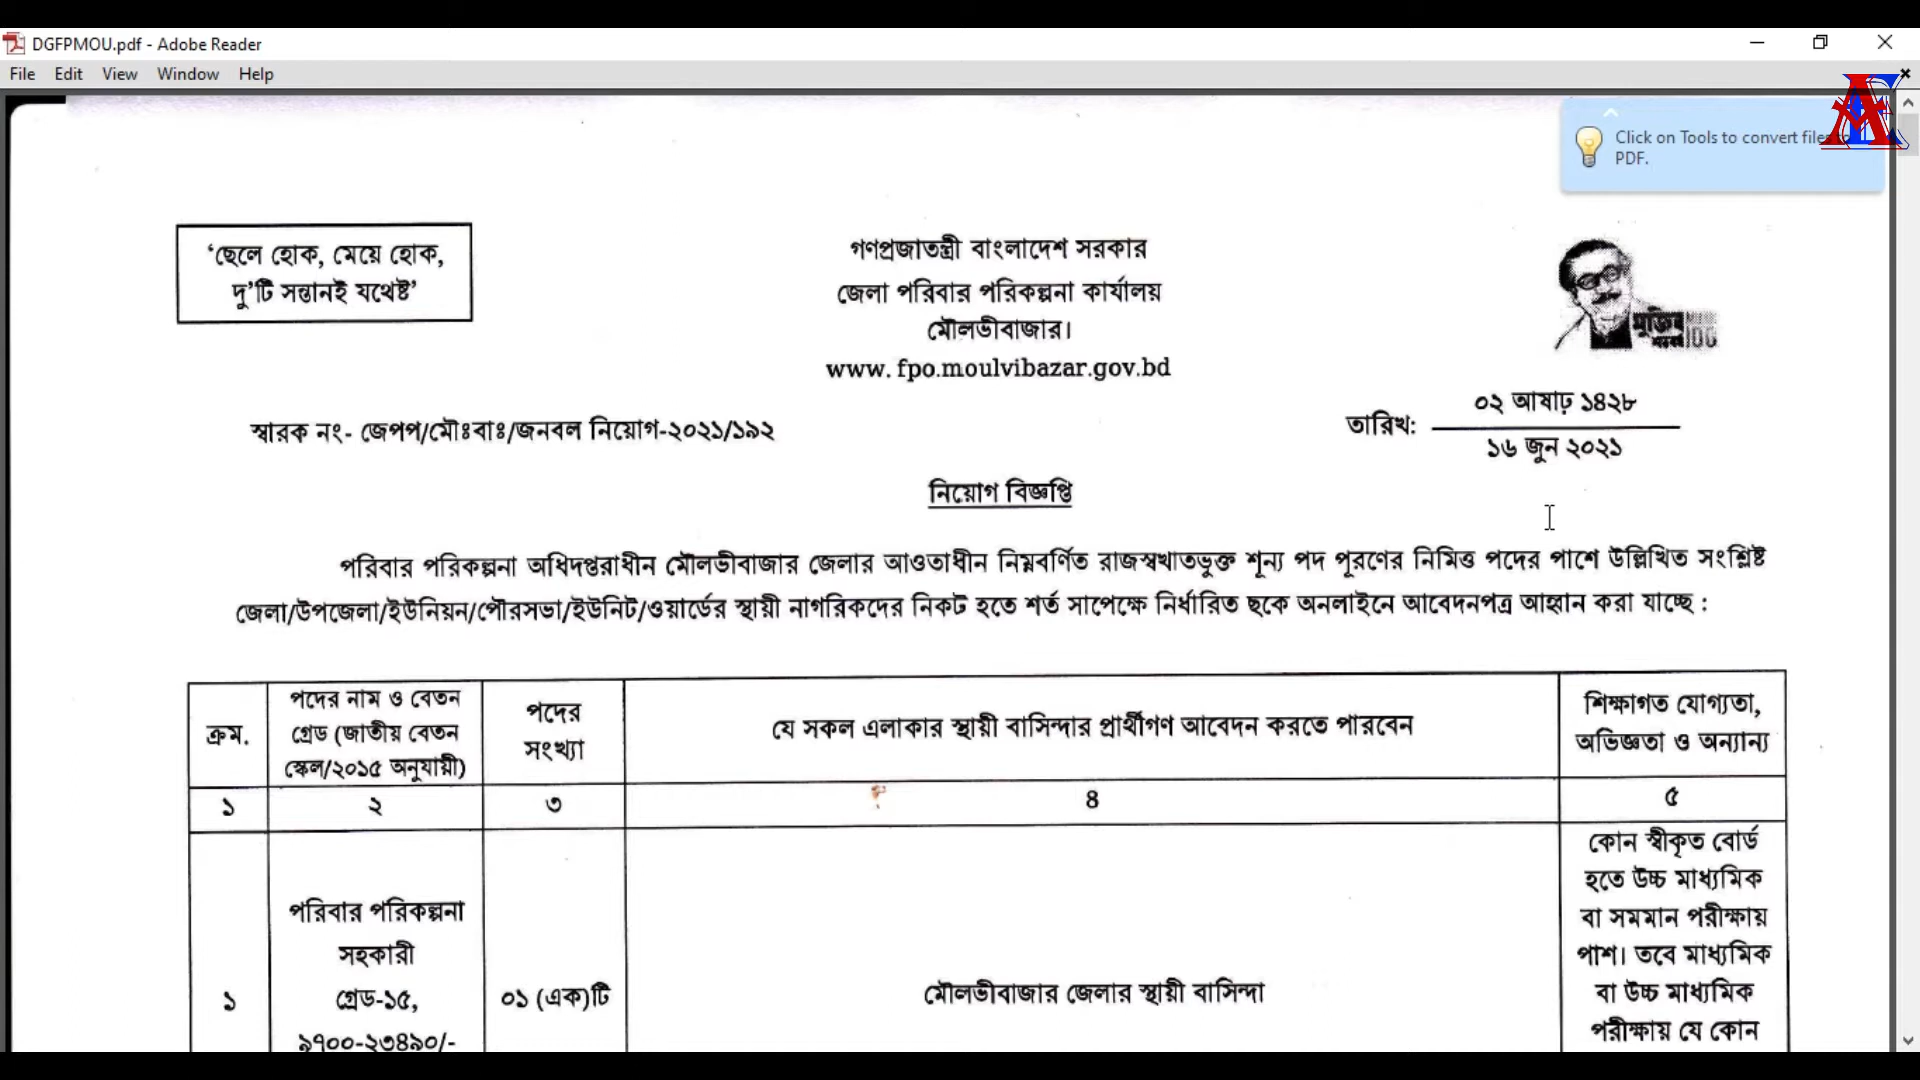 DGFPMOU.pdf - Adobe Reader
File Edit View Window Help
Click on Tools to convert files to
PDF.
‘ছেলে হোক, মেয়ে হোক,
দু’টি সন্তানই যথেষ্ট’
গণপ্রজাতন্ত্রী বাংলাদেশ সরকার
জেলা পরিবার পরিকল্পনা কার্যালয়
মৌলভীবাজার।
www. fpo.moulvibazar.gov.bd
মুজিব
100
স্বারক নং- জেপপ/মৌঃবাঃ/জনবল নিয়োগ-২০২১/১৯২
তারিখ:
০২ আষাঢ় ১৪২৮
১৬ জুন ২০২১
নিয়োগ বিজ্ঞপ্তি
পরিবার পরিকল্পনা অধিদপ্তরাধীন মৌলভীবাজার জেলার আওতাধীন নিম্নবর্ণিত রাজস্বখাতভুক্ত শূন্য পদ পূরণের নিমিত্ত পদের পাশে উল্লিখিত সংশ্লিষ্ট
জেলা/উপজেলা/ইউনিয়ন/পৌরসভা/ইউনিট/ওয়ার্ডের স্থায়ী নাগরিকদের নিকট হতে শর্ত সাপেক্ষে নির্ধারিত ছকে অনলাইনে আবেদনপত্র আহ্বান করা যাচ্ছে :
ক্রম.
পদের নাম ও বেতন
গ্রেড (জাতীয় বেতন
স্কেল/২০১৫ অনুযায়ী)
পদের
সংখ্যা
যে সকল এলাকার স্থায়ী বাসিন্দার প্রার্থীগণ আবেদন করতে পারবেন
শিক্ষাগত যোগ্যতা,
অভিজ্ঞতা ও অন্যান্য
১ ২ ৩ ৪ ৫
১
পরিবার পরিকল্পনা
সহকারী
গ্রেড-১৫,
৯৭০০-২৩৪৯০/-
০১ (এক)টি
মৌলভীবাজার জেলার স্থায়ী বাসিন্দা
কোন স্বীকৃত বোর্ড
হতে উচ্চ মাধ্যমিক
বা সমমান পরীক্ষায়
পাশ। তবে মাধ্যমিক
বা উচ্চ মাধ্যমিক
পরীক্ষায় যে কোন